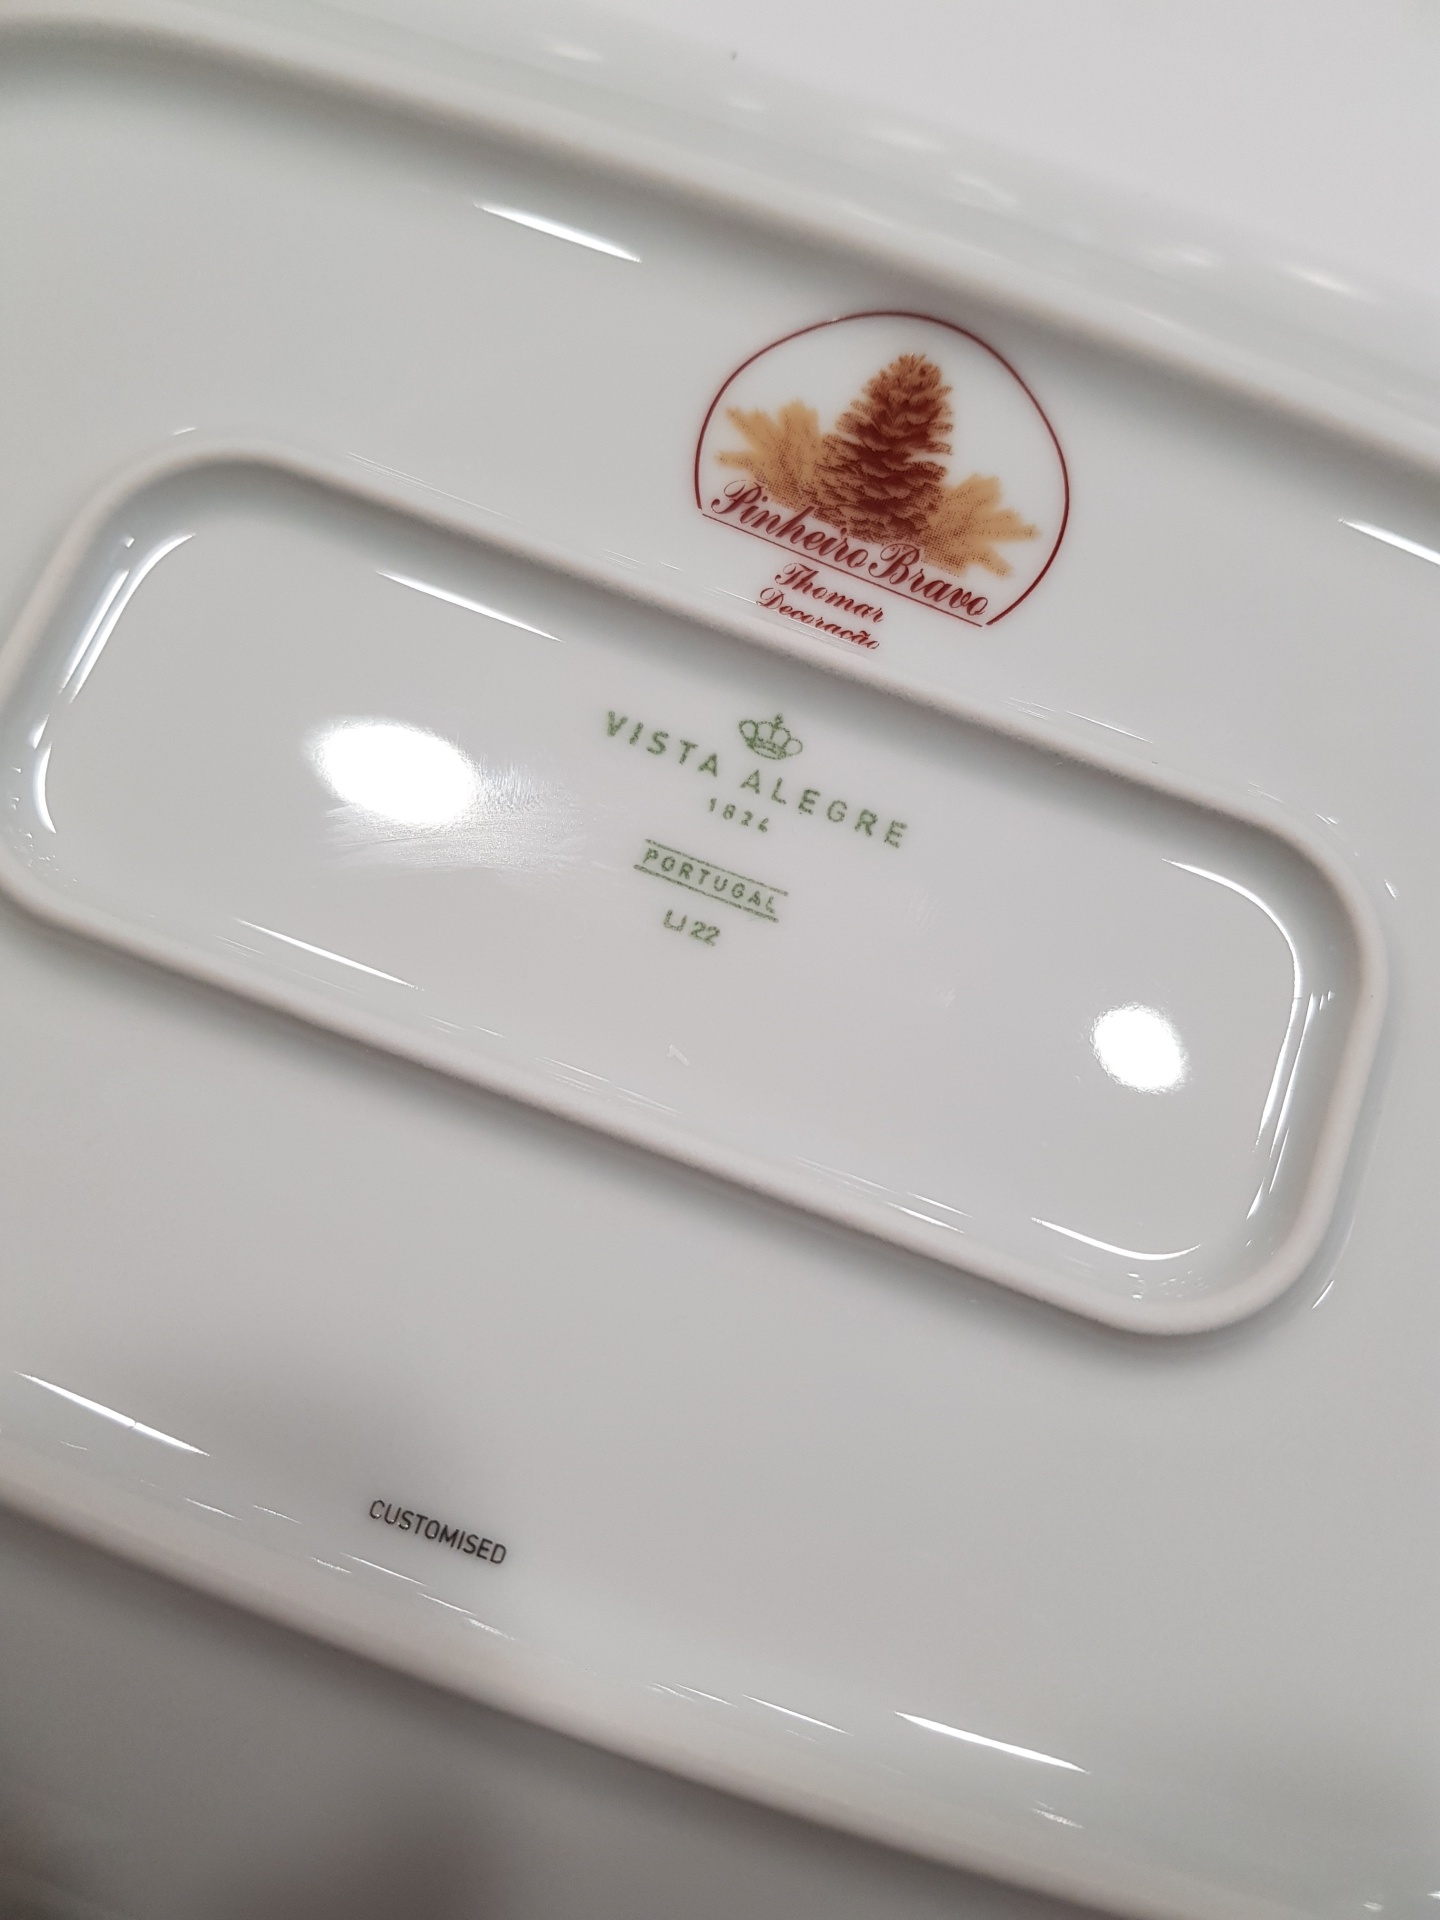 Pinheiro Bravo
Thomar
Decoração
VISTA ALEGRE
1824
PORTUGAL
LJ 22
CUSTOMISED